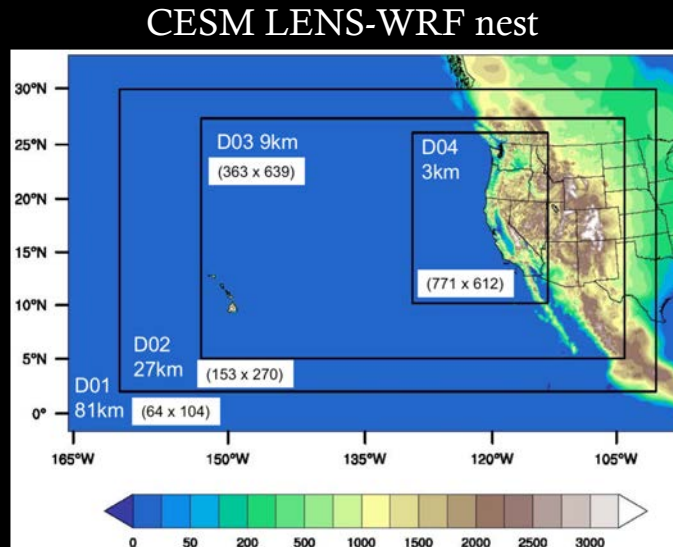 CESM LENS-WRF nest
30°N
25°N
20°N
15°N
10°N
5°N
0°
D03 9km
(363 x 639)
D04
3km
(771 x 612)
D02
27km
(153 x 270)
D01
81km
(64 x 104)
165°W 150°W 135°W 120°W 105°W
0 50 200 500 1000 1500 2000 2500 3000